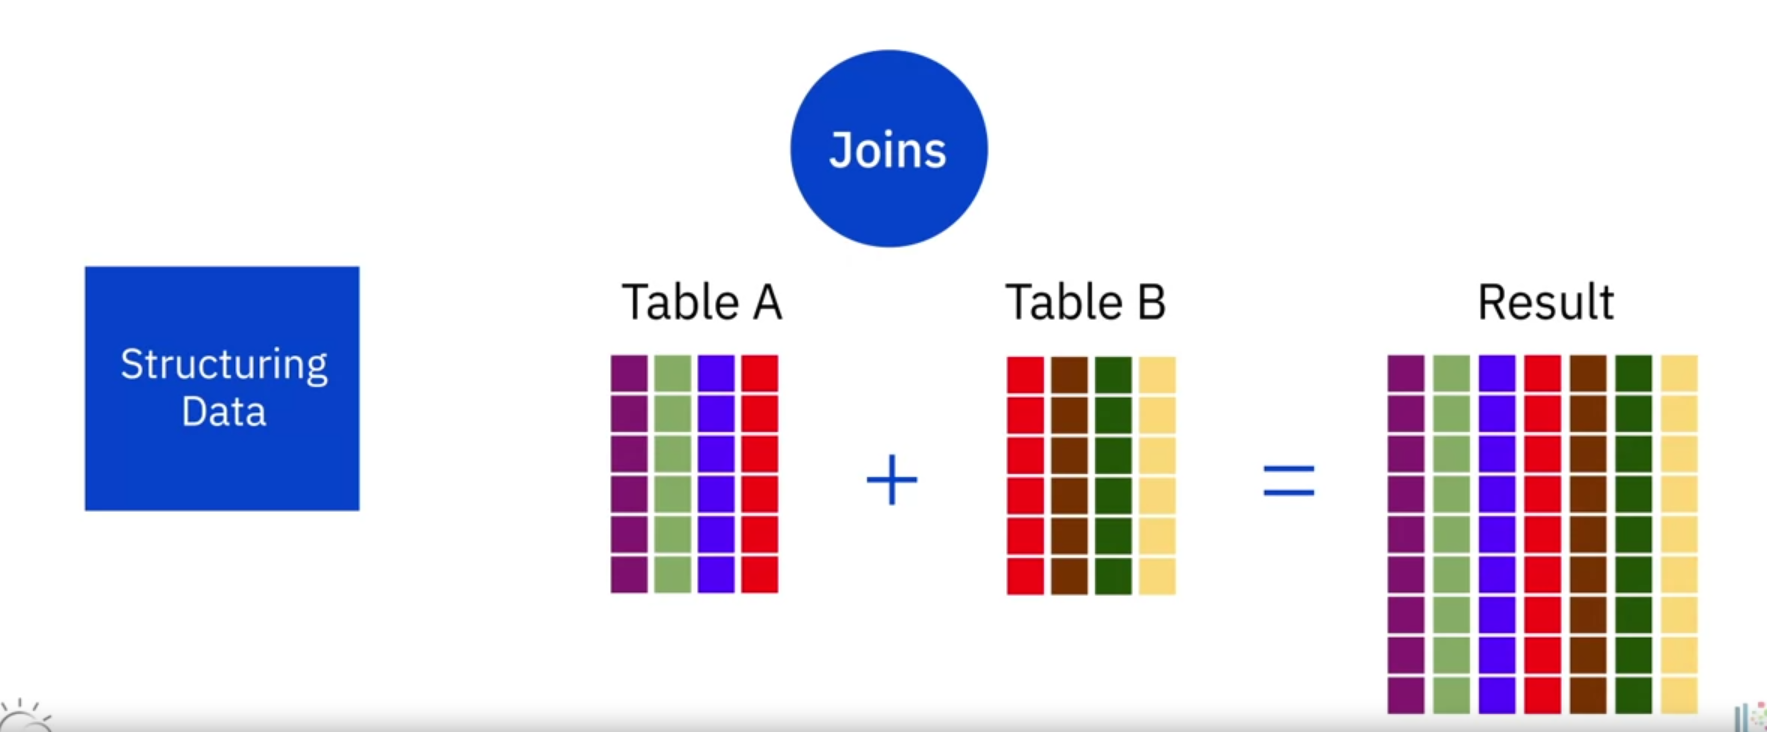 Joins
Structuring
Data
Table A
Table B
Result
+
=